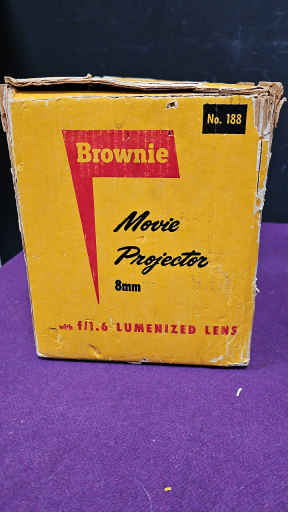 No. 188
Brownie
Movie
Projector
8mm
with f/1.6 LUMENIZED LENS